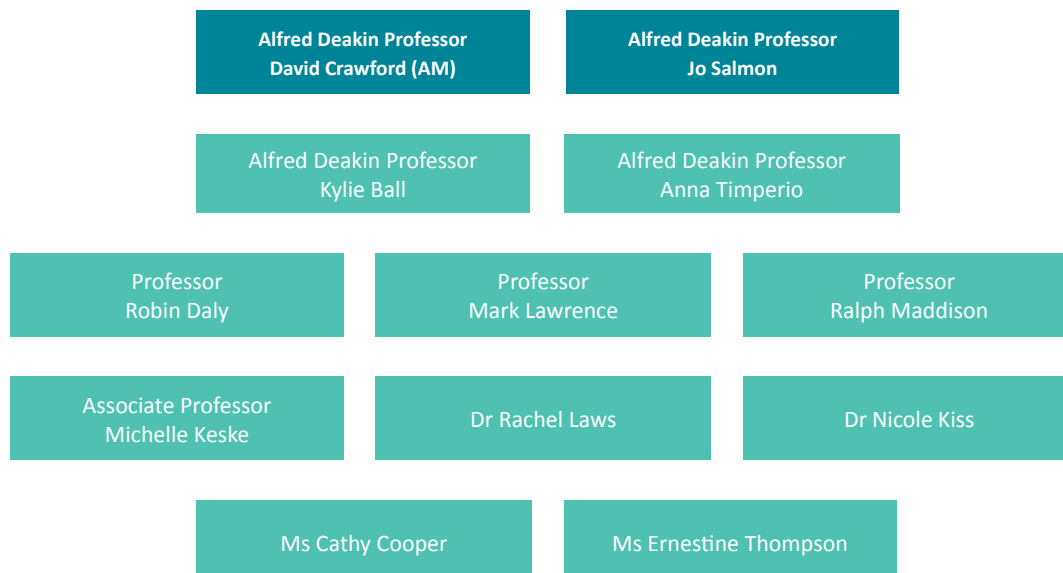 Alfred Deakin Professor
David Crawford (AM)
Alfred Deakin Professor
Jo Salmon
Alfred Deakin Professor
Kylie Ball
Alfred Deakin Professor
Anna Timperio
Professor
Robin Daly
Professor
Mark Lawrence
Professor
Ralph Maddison
Associate Professor
Michelle Keske
Dr Rachel Laws
Dr Nicole Kiss
Ms Cathy Cooper
Ms Ernestine Thompson